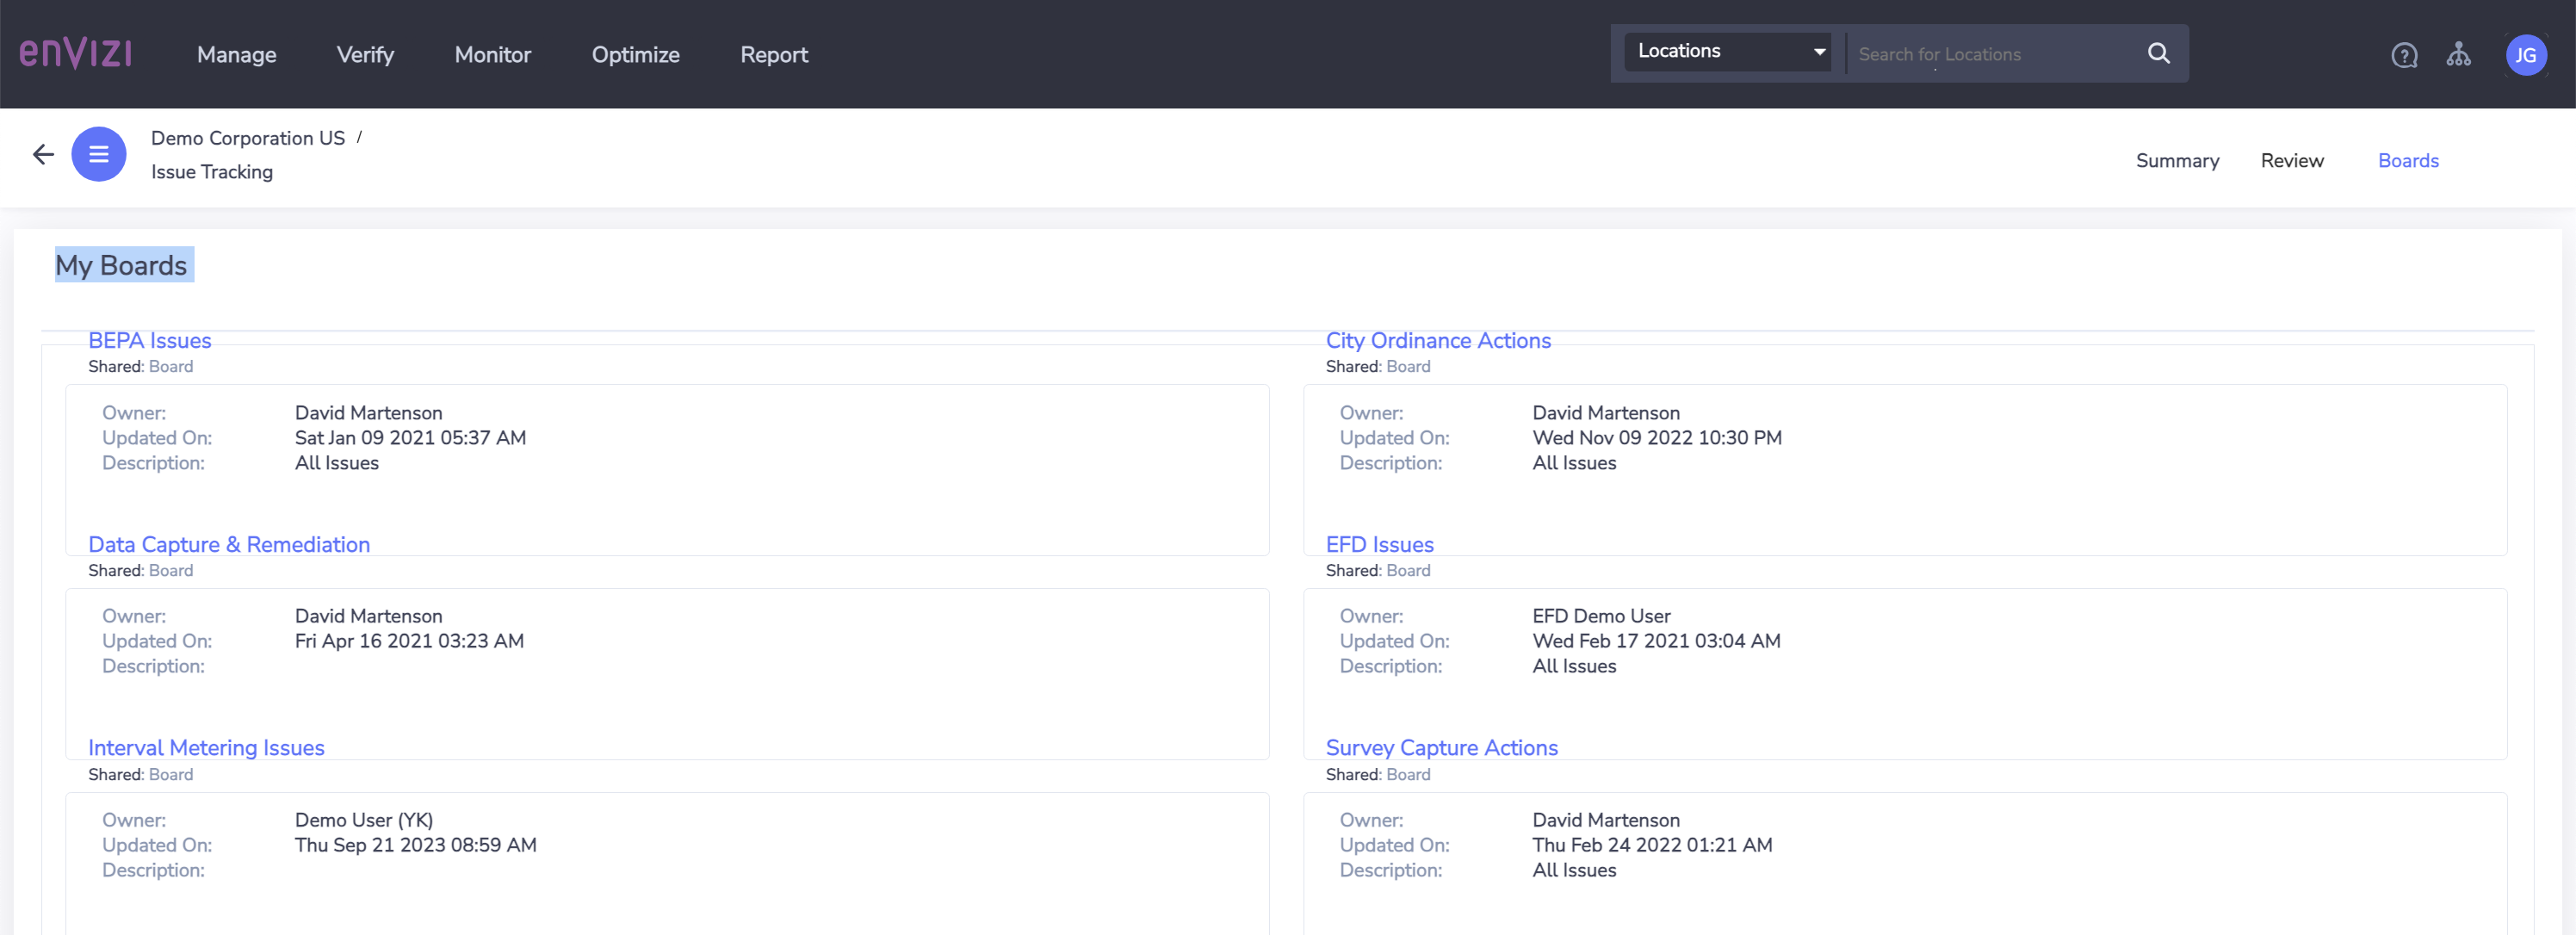 enVIZI
Manage Verify Monitor Optimize Report
Locations
Search for Locations
JG
Demo Corporation US /
Issue Tracking
Summary Review Boards
My Boards
BEPA Issues
Shared: Board
Owner: David Martenson
Updated On: Sat Jan 09 2021 05:37 AM
Description: All Issues
City Ordinance Actions
Shared: Board
Owner: David Martenson
Updated On: Wed Nov 09 2022 10:30 PM
Description: All Issues
Data Capture & Remediation
Shared: Board
Owner: David Martenson
Updated On: Fri Apr 16 2021 03:23 AM
Description:
EFD Issues
Shared: Board
Owner: EFD Demo User
Updated On: Wed Feb 17 2021 03:04 AM
Description: All Issues
Interval Metering Issues
Shared: Board
Owner: Demo User (YK)
Updated On: Thu Sep 21 2023 08:59 AM
Description:
Survey Capture Actions
Shared: Board
Owner: David Martenson
Updated On: Thu Feb 24 2022 01:21 AM
Description: All Issues